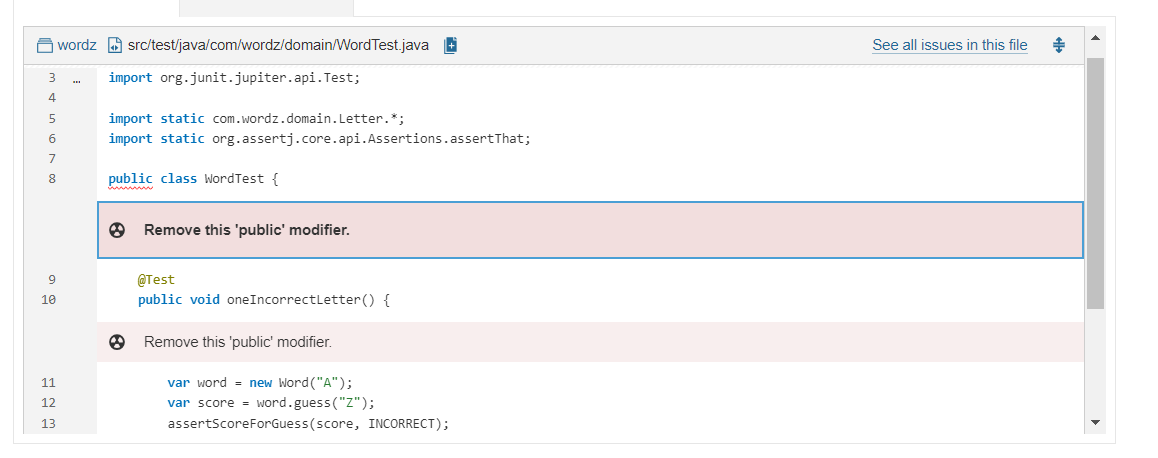 wordz src/test/java/com/wordz/domain/WordTest.java See all issues in this file
3 … import org.junit.jupiter.api.Test;
4
5 import static com.wordz.domain.Letter.*;
6 import static org.assertj.core.api.Assertions.assertThat;
7
8 public class WordTest {
Remove this 'public' modifier.
9 @Test
10 public void oneIncorrectLetter() {
Remove this 'public' modifier.
11 var word = new Word("A");
12 var score = word.guess("Z");
13 assertScoreForGuess(score, INCORRECT);